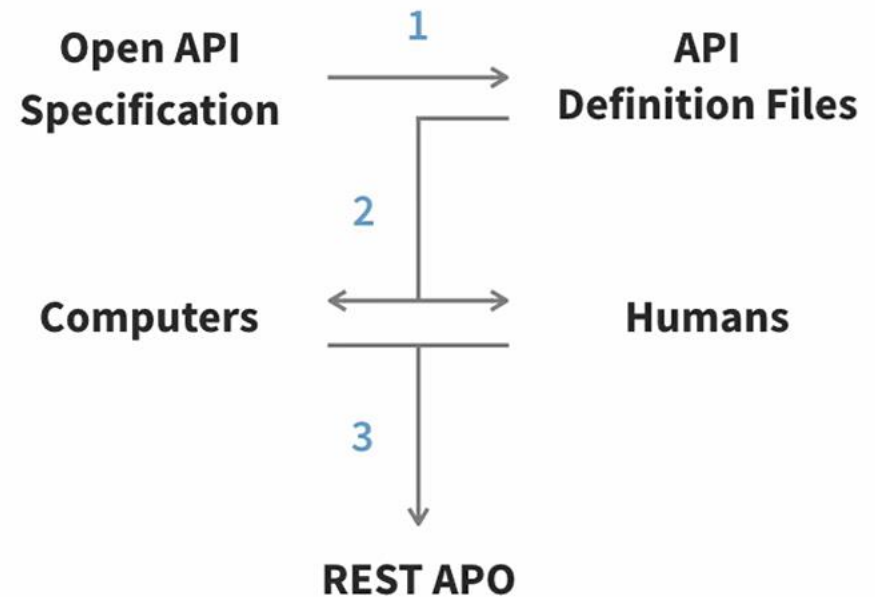 1
Open API
Specification
API
Definition Files
2
Computers
Humans
3
REST APO